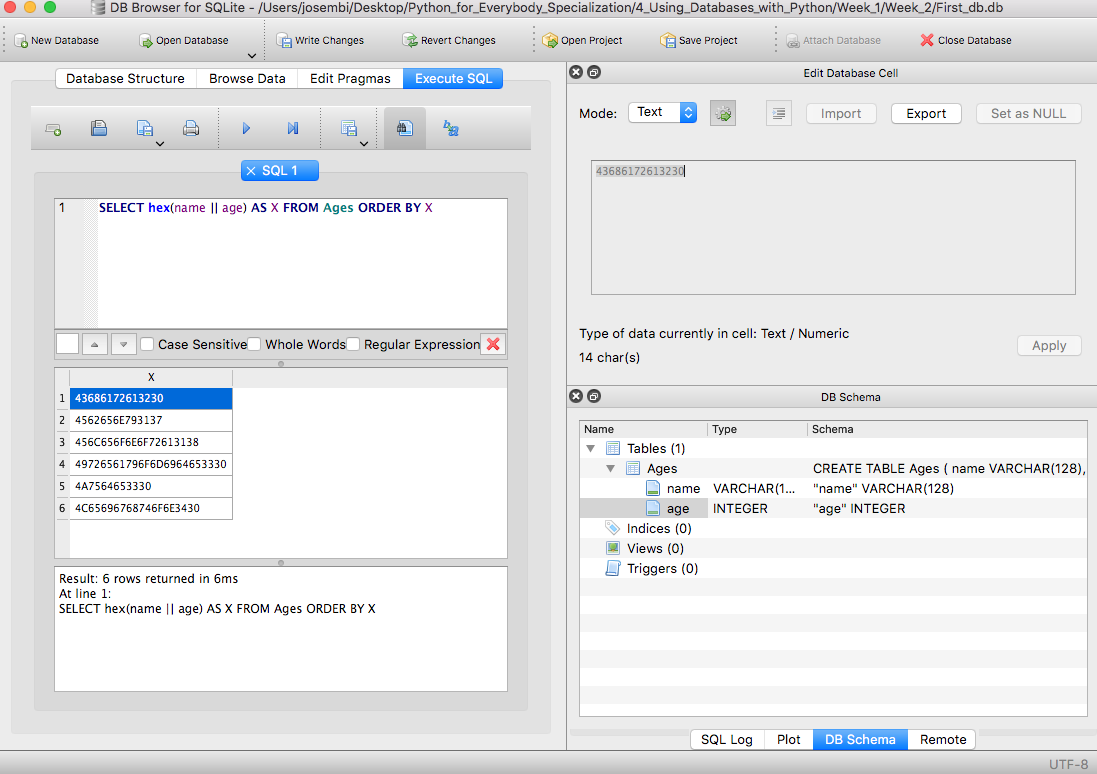 DB Browser for SQLite - /Users/josembi/Desktop/Python_for_Everybody_Specialization/4_Using_Databases_with_Python/Week_1/Week_2/First_db.db
New Database Open Database Write Changes Revert Changes Open Project Save Project Attach Database Close Database
Database Structure Browse Data Edit Pragmas Execute SQL
SQL 1
1 SELECT hex(name || age) AS X FROM Ages ORDER BY X
Case Sensitive Whole Words Regular Expression
X
1 43686172613230
2 4562656E793137
3 456C656F6E6F72613138
4 49726561796F6D6964653330
5 4A7564653330
6 4C65696768746F6E3430
Result: 6 rows returned in 6ms
At line 1:
SELECT hex(name || age) AS X FROM Ages ORDER BY X
Edit Database Cell
Mode: Text Import Export Set as NULL
43686172613230
Type of data currently in cell: Text / Numeric
14 char(s)
Apply
DB Schema
Name Type Schema
Tables (1)
Ages CREATE TABLE Ages ( name VARCHAR(128),
name VARCHAR(1... "name" VARCHAR(128)
age INTEGER "age" INTEGER
Indices (0)
Views (0)
Triggers (0)
SQL Log Plot DB Schema Remote
UTF-8